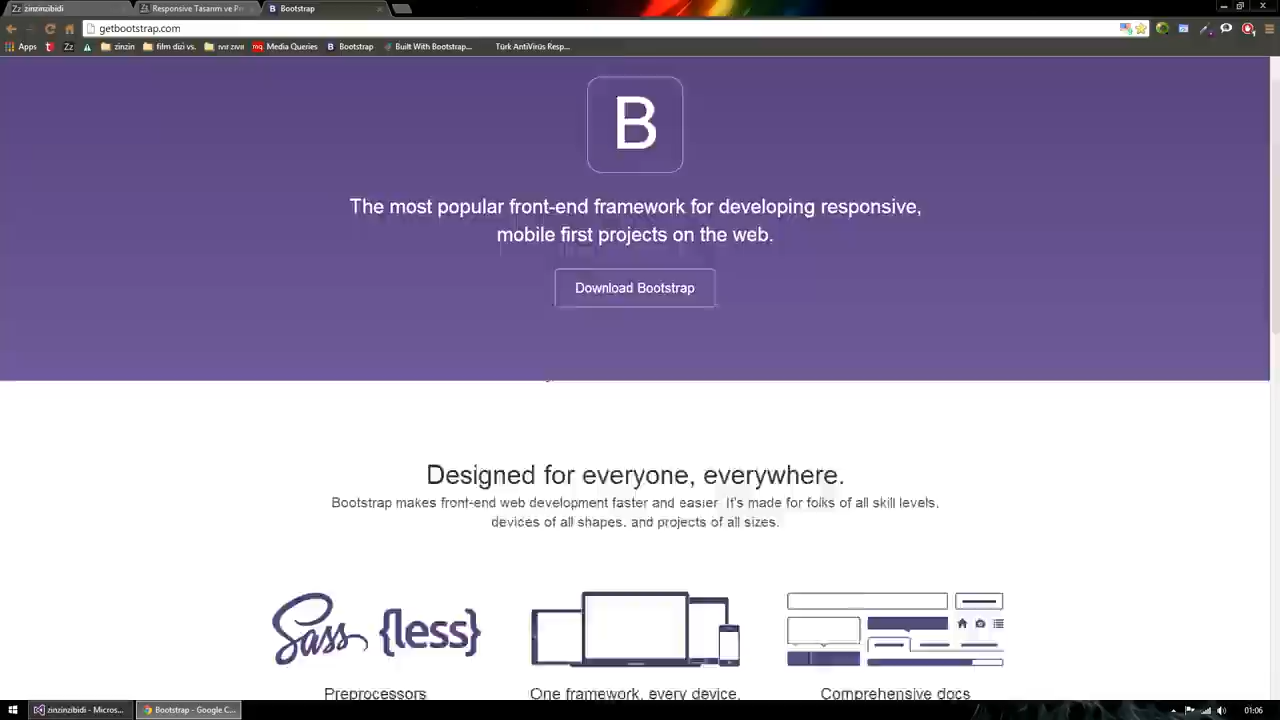 zinzinzibidi
Responsive Tasarım ve Pr
Bootstrap
getbootstrap.com
Apps
zinzin
film dizi vs.
ıvır zıvır
mq Media Queries
B Bootstrap
Built With Bootstrap...
Türk AntiVirüs Resp...
B
The most popular front-end framework for developing responsive,
mobile first projects on the web.
Download Bootstrap
Designed for everyone, everywhere.
Bootstrap makes front-end web development faster and easier. It's made for folks of all skill levels,
devices of all shapes, and projects of all sizes.
Sass {less}
Preprocessors
One framework, every device.
Comprehensive docs
zinzinzibidi - Micros...
Bootstrap - Google C...
01:06